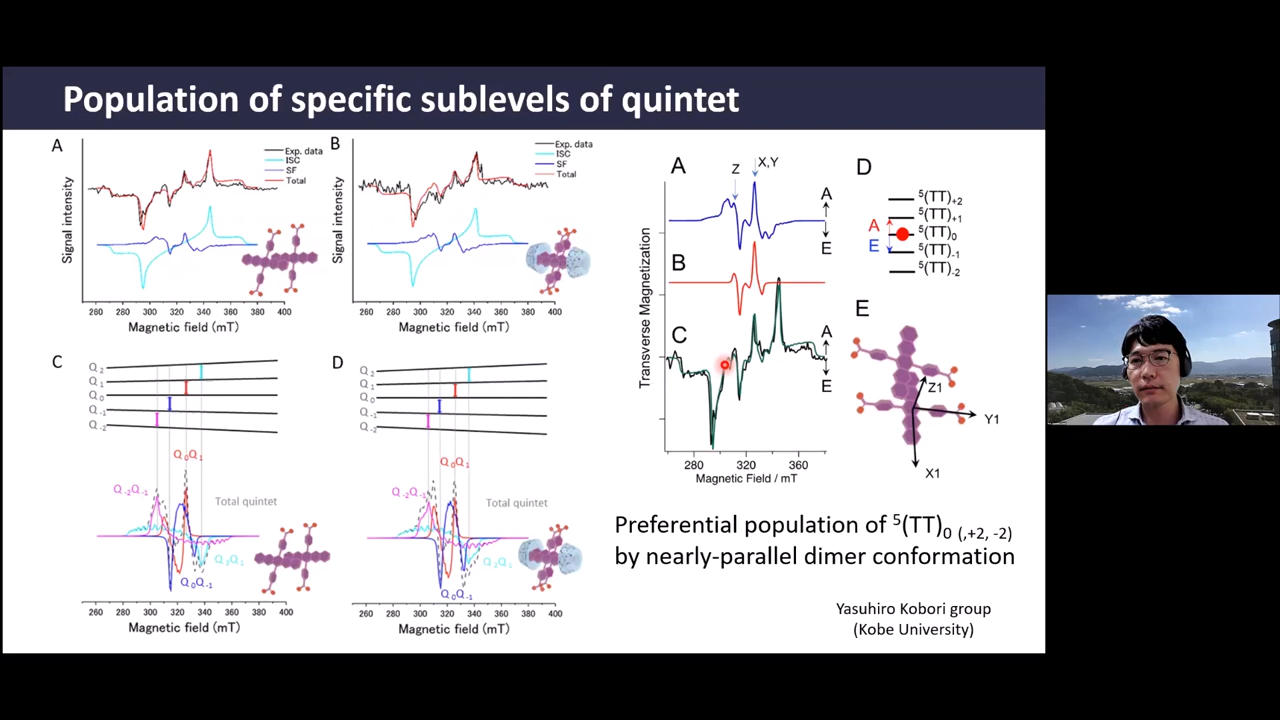 Population of specific sublevels of quintet
A
Signal intensity
Exp. data
ISC
SF
Total
260 280 300 320 340 360 380 400
Magnetic field (mT)
B
Signal intensity
Exp. data
ISC
SF
Total
260 280 300 320 340 360 380 400
Magnetic field (mT)
C
Q 2
Q 1
Q 0
Q -1
Q -2
Q0Q1
Q-2Q-1
Total quintet
Q2Q1
Q0Q-1
260 280 300 320 340 360 380 400
Magnetic field (mT)
D
Q 2
Q 1
Q 0
Q -1
Q -2
Q0Q1
Q-2Q-1
Total quintet
Q2Q1
Q0Q-1
260 280 300 320 340 360 380 400
Magnetic field (mT)
Transverse Magnetization
A
Z
X,Y
A
E
B
C
A
E
280 320 360
Magnetic Field / mT
D
5(TT)+2
5(TT)+1
A
5(TT)0
E
5(TT)-1
5(TT)-2
E
Z1
Y1
X1
Preferential population of 5(TT)0 (,+2, -2)
by nearly-parallel dimer conformation
Yasuhiro Kobori group
(Kobe University)